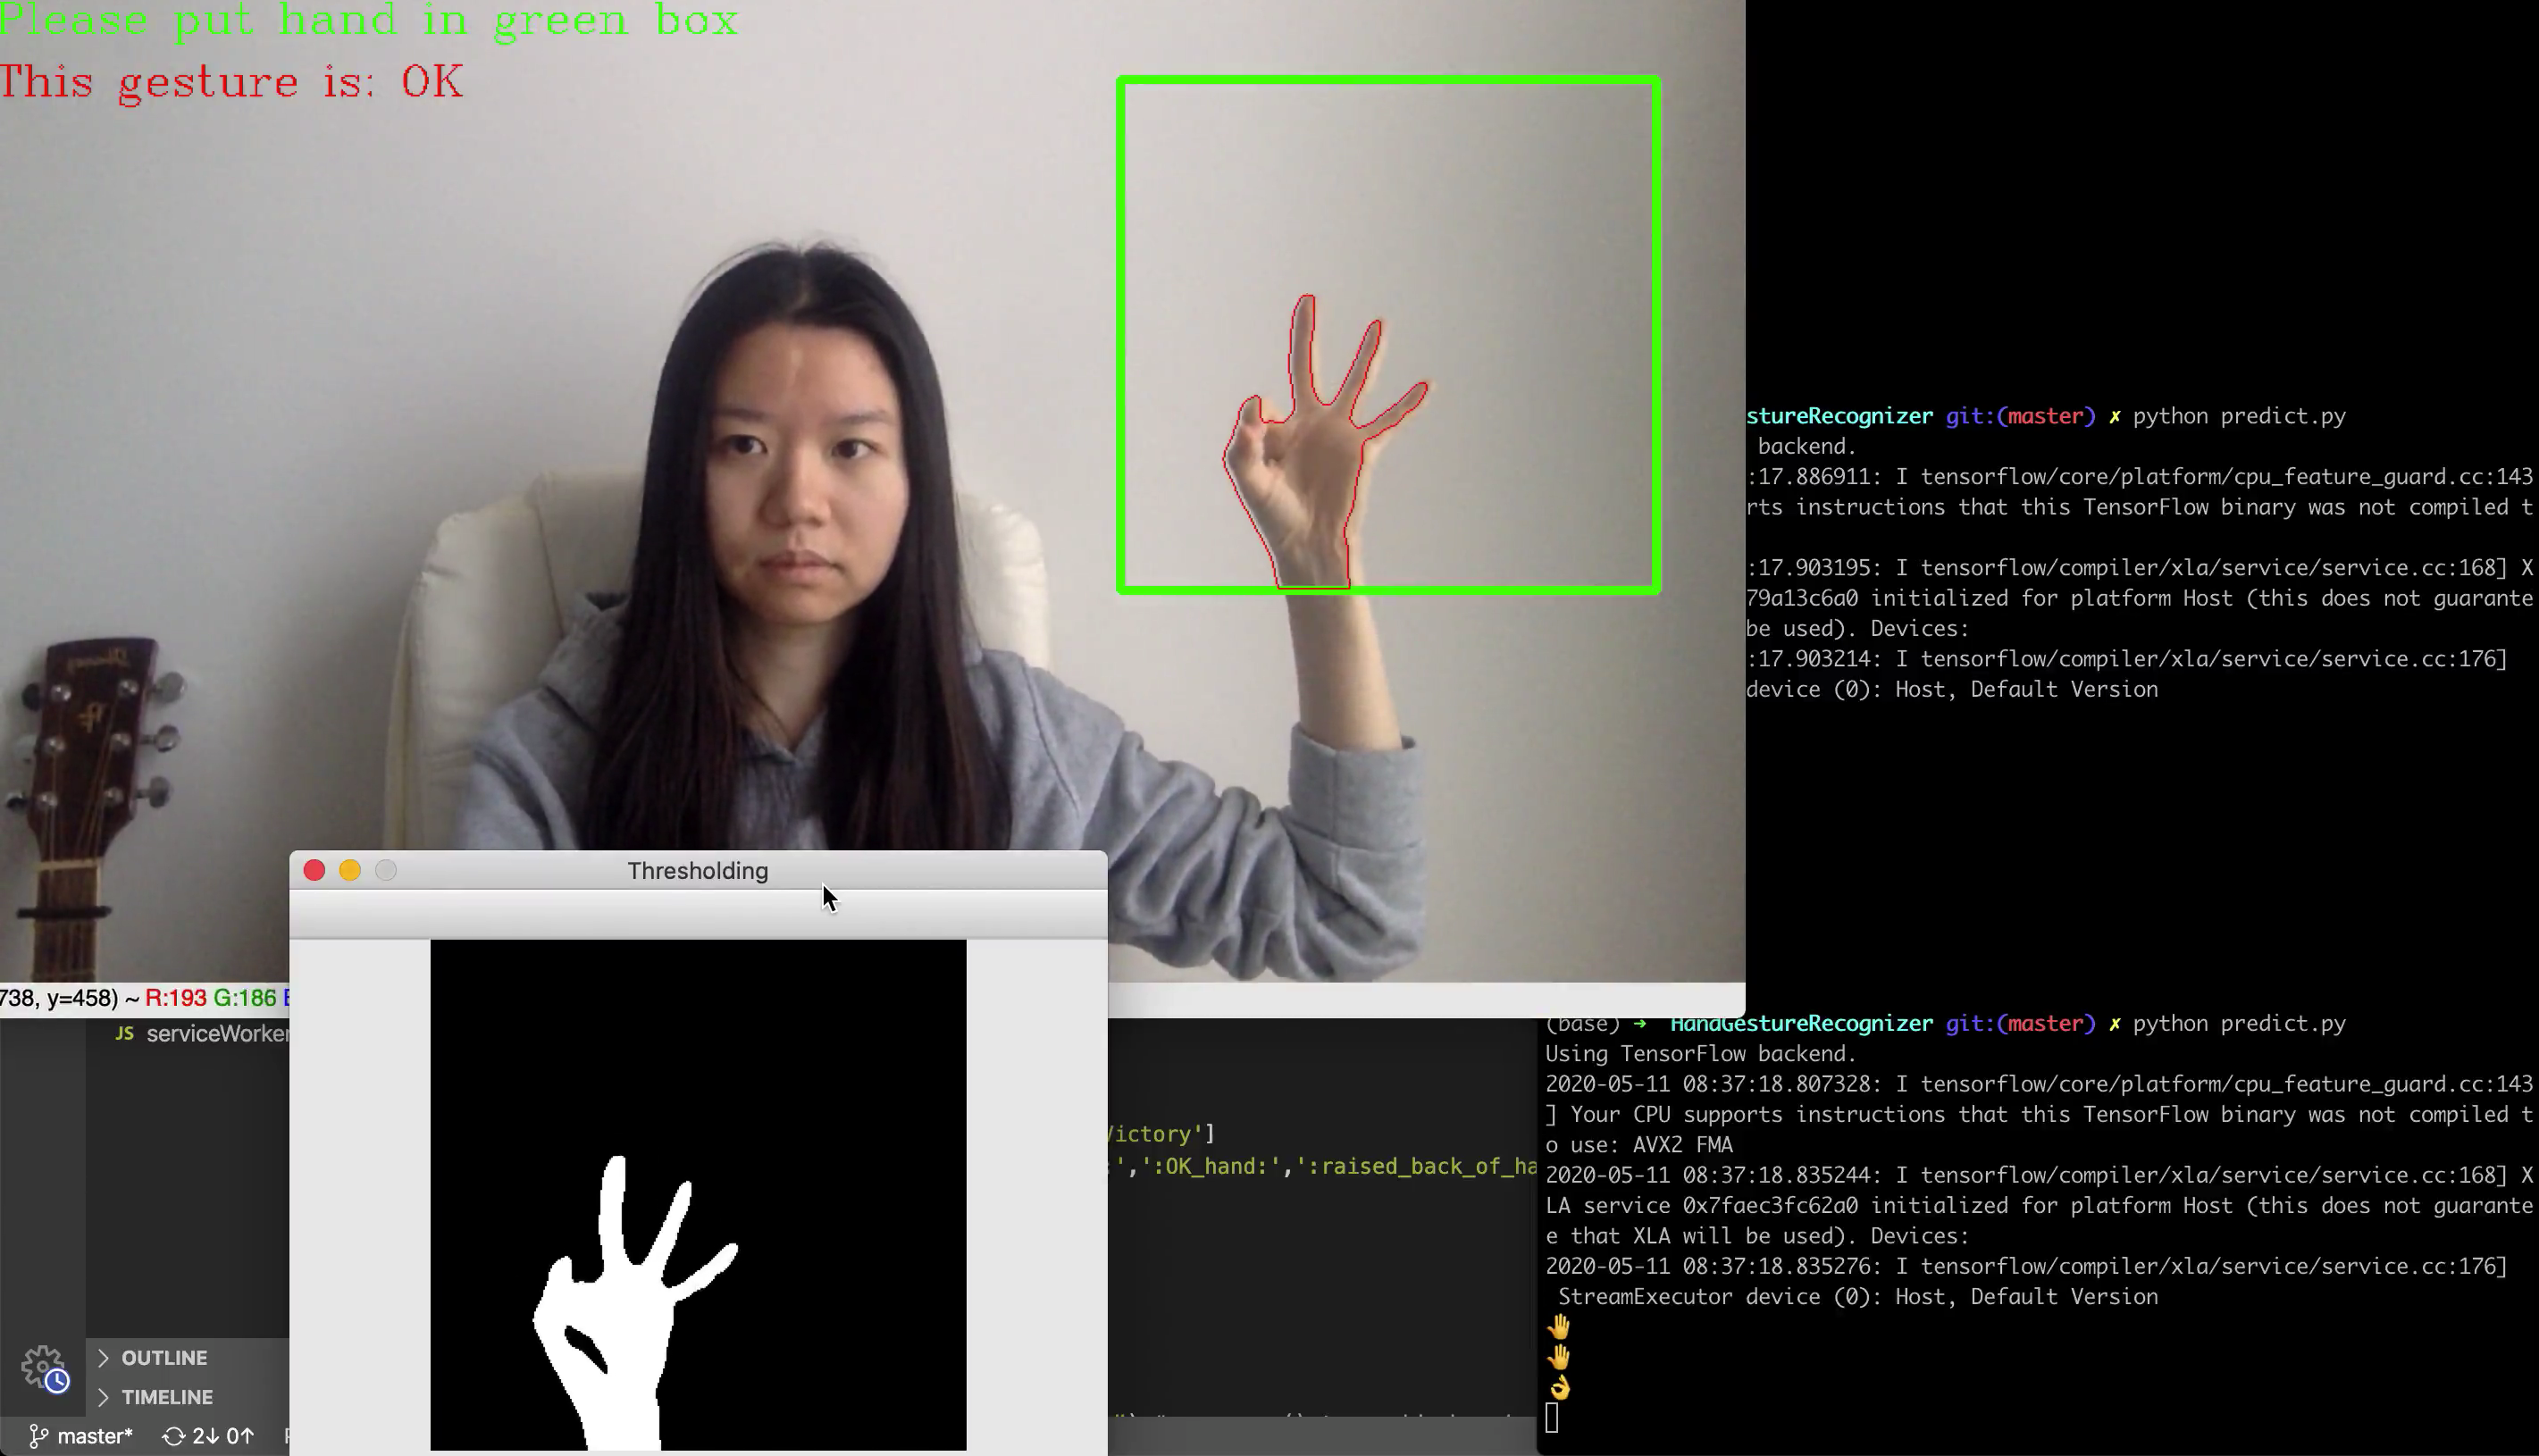 Please put hand in green box
This gesture is: OK
stureRecognizer git:(master) ✗ python predict.py
backend.
:17.886911: I tensorflow/core/platform/cpu_feature_guard.cc:143
rts instructions that this TensorFlow binary was not compiled t
:17.903195: I tensorflow/compiler/xla/service/service.cc:168] X
79a13c6a0 initialized for platform Host (this does not guarante
be used). Devices:
:17.903214: I tensorflow/compiler/xla/service/service.cc:176]
device (0): Host, Default Version
Thresholding
738, y=458) ~ R:193 G:186
JS serviceWorker
Victory']
:',':OK_hand:',':raised_back_of_ha
OUTLINE
TIMELINE
master* 2↓ 0↑
(base) → HandGestureRecognizer git:(master) ✗ python predict.py
Using TensorFlow backend.
2020-05-11 08:37:18.807328: I tensorflow/core/platform/cpu_feature_guard.cc:143
] Your CPU supports instructions that this TensorFlow binary was not compiled t
o use: AVX2 FMA
2020-05-11 08:37:18.835244: I tensorflow/compiler/xla/service/service.cc:168] X
LA service 0x7faec3fc62a0 initialized for platform Host (this does not guarante
e that XLA will be used). Devices:
2020-05-11 08:37:18.835276: I tensorflow/compiler/xla/service/service.cc:176]
StreamExecutor device (0): Host, Default Version
🤚
🤚
👌